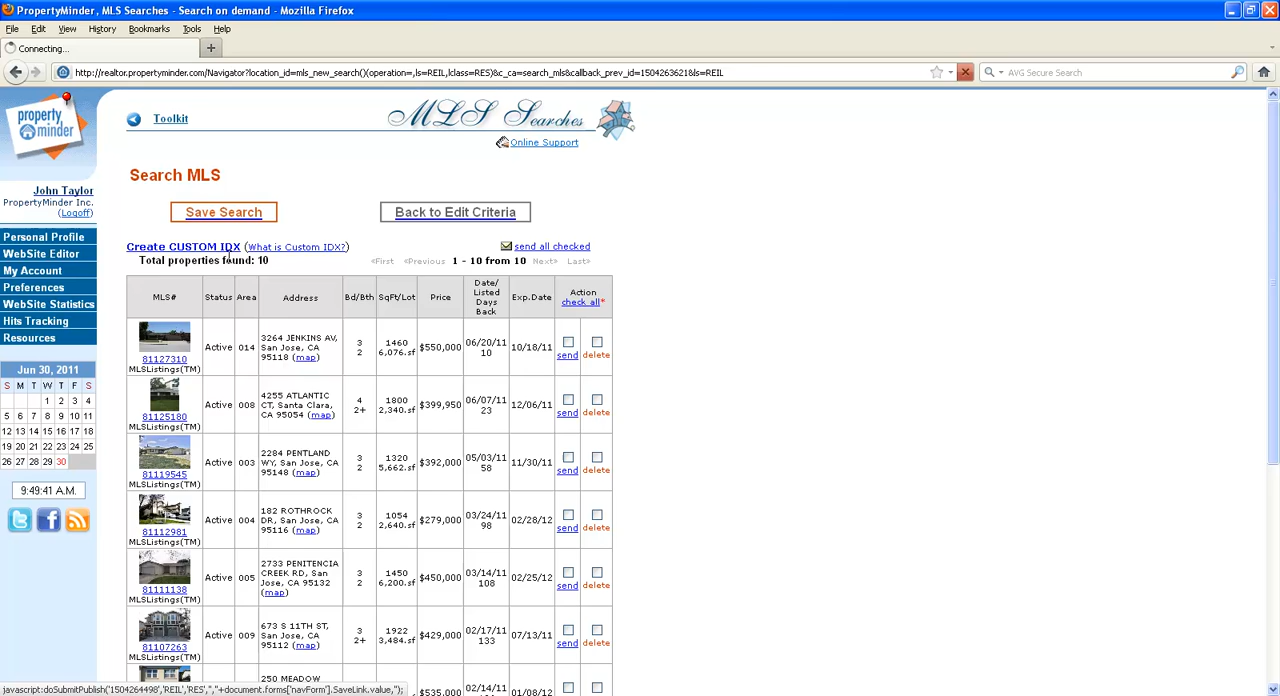 PropertyMinder, MLS Searches - Search on demand - Mozilla Firefox
File Edit View History Bookmarks Tools Help
Connecting...
http://realtor.propertyminder.com/Navigator?locator_id=mls_new_search()(operation=,ls=REIL,class=RES)&c_ca=search_mls&callback_prev_id=1504263621&ls=REIL
AVG Secure Search
property minder
Toolkit
MLS Searches
Online Support
John Taylor
PropertyMinder Inc.
(Logoff)
Personal Profile
WebSite Editor
My Account
Preferences
WebSite Statistics
Hits Tracking
Resources
Jun 30, 2011
S M T W T F S
1 2 3 4
5 6 7 8 9 10 11
12 13 14 15 16 17 18
19 20 21 22 23 24 25
26 27 28 29 30
9:49:41 A.M.
Search MLS
Save Search Back to Edit Criteria
Create CUSTOM IDX (What is Custom IDX?) send all checked
Total properties found: 10 «First «Previous 1 - 10 from 10 Next» Last»
MLS# Status Area Address Bd/Bth SqFt/Lot Price Date/ Listed Days Back Exp.Date Action check all*
81127310 MLSListings(TM) Active 014 3264 JENKINS AV, San Jose, CA 95118 (map) 3 2 1460 6,076.sf $550,000 06/20/11 10 10/18/11 send delete
81125180 MLSListings(TM) Active 008 4255 ATLANTIC CT, Santa Clara, CA 95054 (map) 4 2+ 1800 2,340.sf $399,950 06/07/11 23 12/06/11 send delete
81119545 MLSListings(TM) Active 003 2284 PENTLAND WY, San Jose, CA 95148 (map) 3 2 1320 5,662.sf $392,000 05/03/11 58 11/30/11 send delete
81112981 MLSListings(TM) Active 004 182 ROTHROCK DR, San Jose, CA 95116 (map) 3 2 1054 2,640.sf $279,000 03/24/11 98 02/28/12 send delete
81111138 MLSListings(TM) Active 005 2733 PENITENCIA CREEK RD, San Jose, CA 95132 (map) 3 2 1450 6,200.sf $450,000 03/14/11 108 02/25/12 send delete
81107263 MLSListings(TM) Active 009 673 S 11TH ST, San Jose, CA 95112 (map) 3 2+ 1922 3,484.sf $429,000 02/17/11 133 07/13/11 send delete
250 MEADOW $535,000 02/14/11 01/08/12
javascript:doSubmitPublish('1504264498','REIL','RES','',''+document.forms['navForm'].SaveLink.value,'');